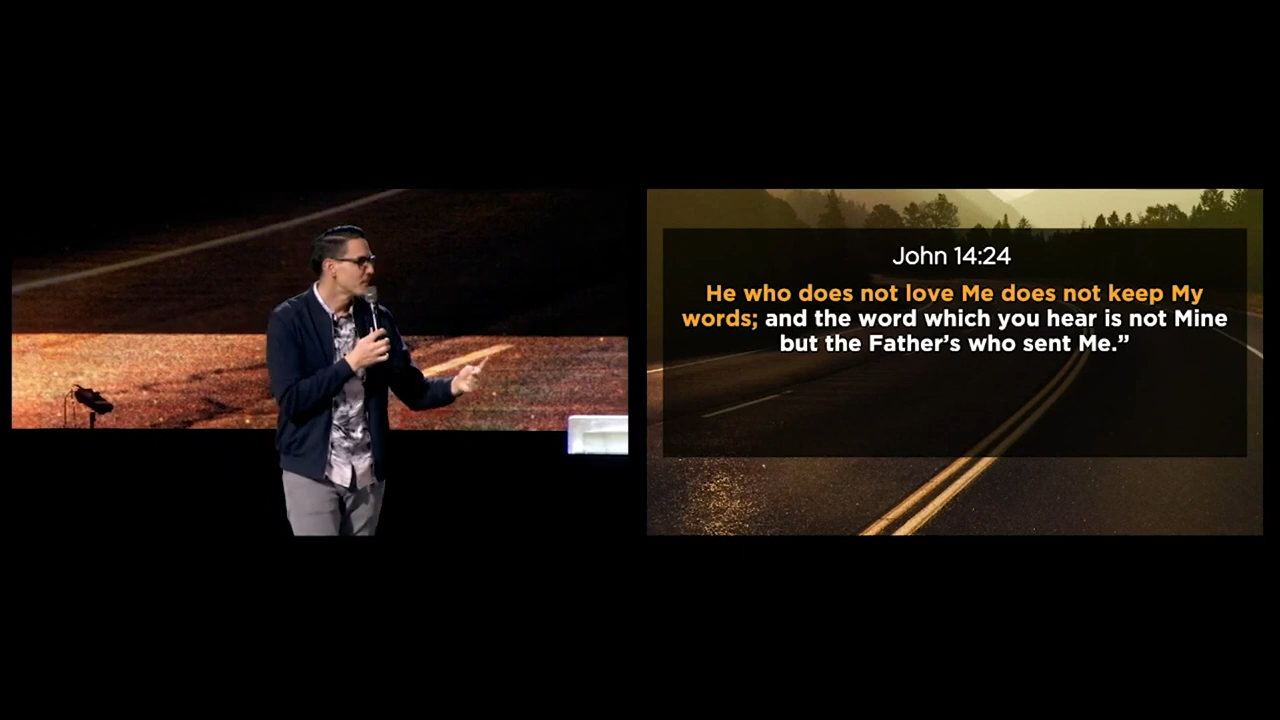 John 14:24
He who does not love Me does not keep My
words; and the word which you hear is not Mine
but the Father’s who sent Me.”